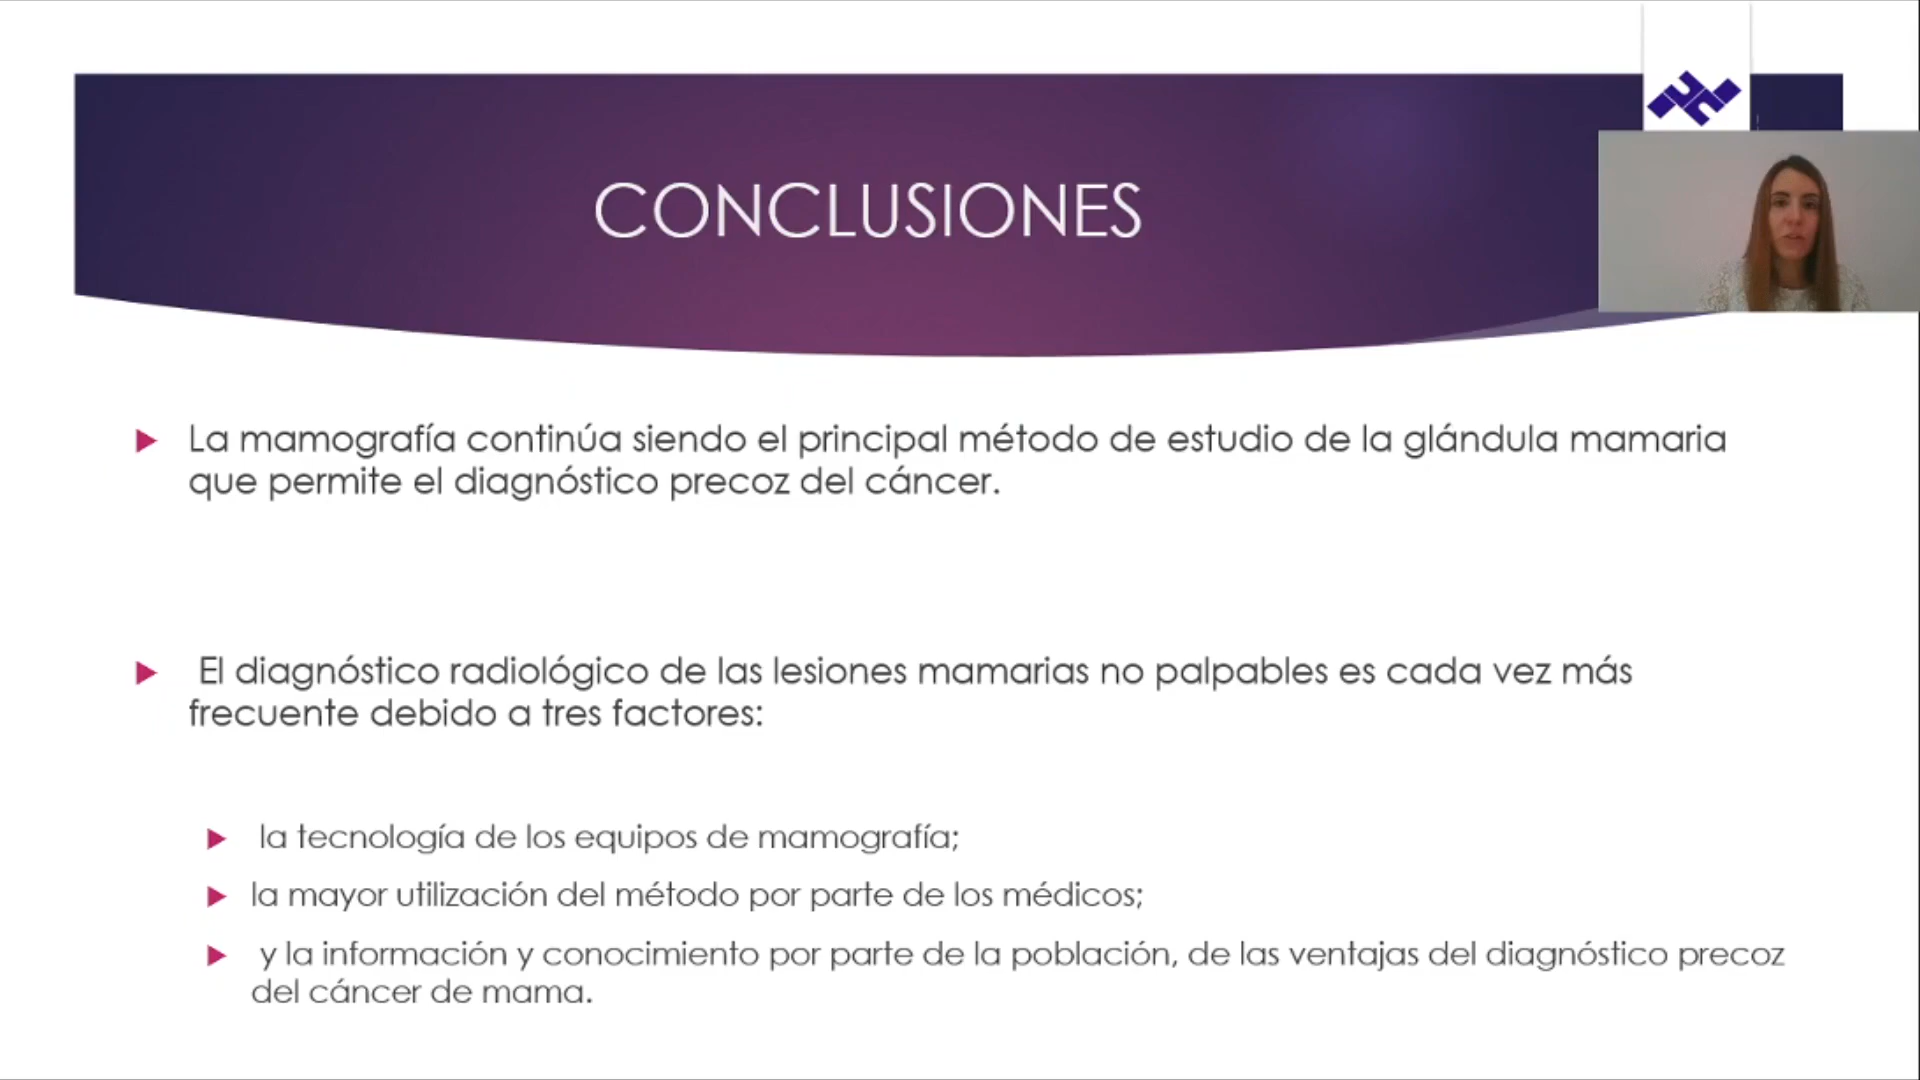 CONCLUSIONES
La mamografía continúa siendo el principal método de estudio de la glándula mamaria
que permite el diagnóstico precoz del cáncer.
El diagnóstico radiológico de las lesiones mamarias no palpables es cada vez más
frecuente debido a tres factores:
la tecnología de los equipos de mamografía;
la mayor utilización del método por parte de los médicos;
y la información y conocimiento por parte de la población, de las ventajas del diagnóstico precoz
del cáncer de mama.